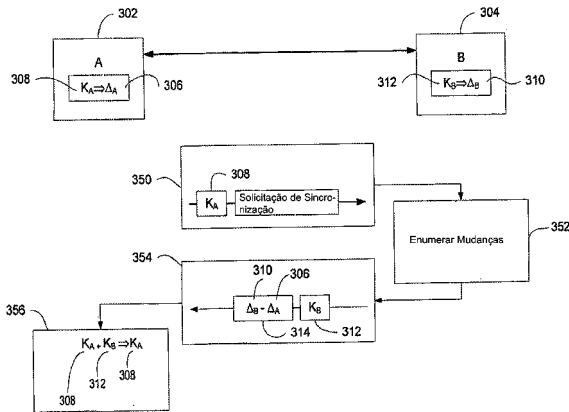 302
304
A
B
308
K_A⇒Δ_A
306
312
K_B⇒Δ_B
310
308
350
K_A
Solicitação de Sincro-
nização
352
Enumerar Mudanças
354
310
306
Δ_B - Δ_A
K_B
314
312
356
K_A + K_B ⇒ K_A
308
312
308